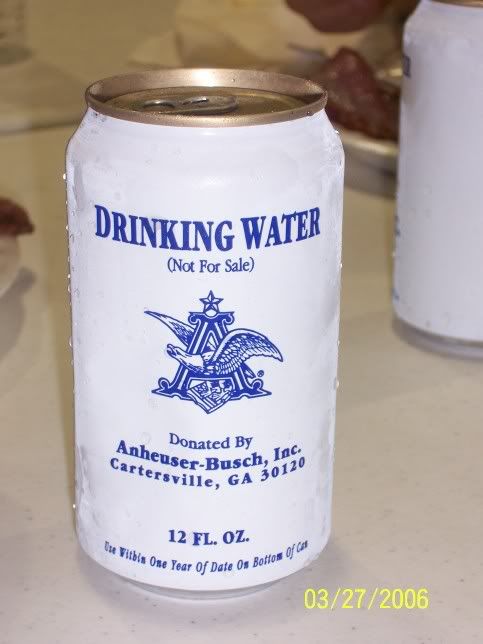 DRINKING WATER
(Not For Sale)
®
Donated By
Anheuser-Busch, Inc.
Cartersville, GA 30120
12 FL. OZ.
Use Within One Year Of Date On Bottom Of Can
03/27/2006